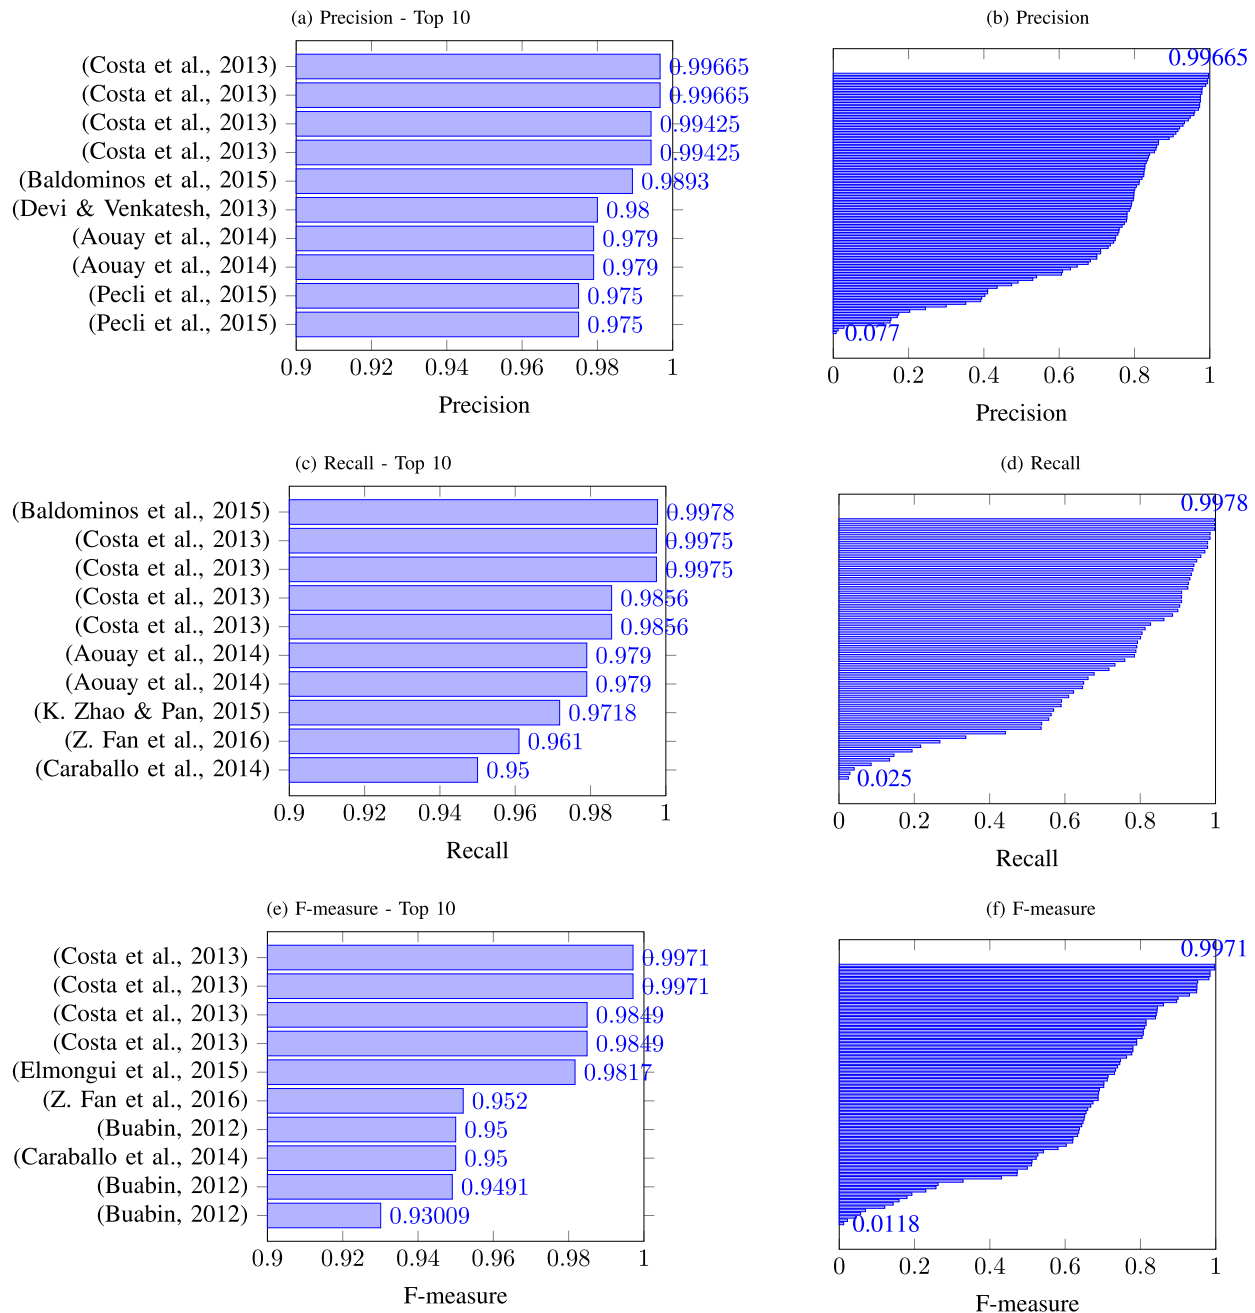 (a) Precision - Top 10
(Costa et al., 2013) 0.99665
(Costa et al., 2013) 0.99665
(Costa et al., 2013) 0.99425
(Costa et al., 2013) 0.99425
(Baldominos et al., 2015) 0.9893
(Devi & Venkatesh, 2013) 0.98
(Aouay et al., 2014) 0.979
(Aouay et al., 2014) 0.979
(Pecli et al., 2015) 0.975
(Pecli et al., 2015) 0.975
0.9 0.92 0.94 0.96 0.98 1
Precision
(b) Precision
0.99665
0.077
0 0.2 0.4 0.6 0.8 1
Precision
(c) Recall - Top 10
(Baldominos et al., 2015) 0.9978
(Costa et al., 2013) 0.9975
(Costa et al., 2013) 0.9975
(Costa et al., 2013) 0.9856
(Costa et al., 2013) 0.9856
(Aouay et al., 2014) 0.979
(Aouay et al., 2014) 0.979
(K. Zhao & Pan, 2015) 0.9718
(Z. Fan et al., 2016) 0.961
(Caraballo et al., 2014) 0.95
0.9 0.92 0.94 0.96 0.98 1
Recall
(d) Recall
0.9978
0.025
0 0.2 0.4 0.6 0.8 1
Recall
(e) F-measure - Top 10
(Costa et al., 2013) 0.9971
(Costa et al., 2013) 0.9971
(Costa et al., 2013) 0.9849
(Costa et al., 2013) 0.9849
(Elmongui et al., 2015) 0.9817
(Z. Fan et al., 2016) 0.952
(Buabin, 2012) 0.95
(Caraballo et al., 2014) 0.95
(Buabin, 2012) 0.9491
(Buabin, 2012) 0.93009
0.9 0.92 0.94 0.96 0.98 1
F-measure
(f) F-measure
0.9971
0.0118
0 0.2 0.4 0.6 0.8 1
F-measure